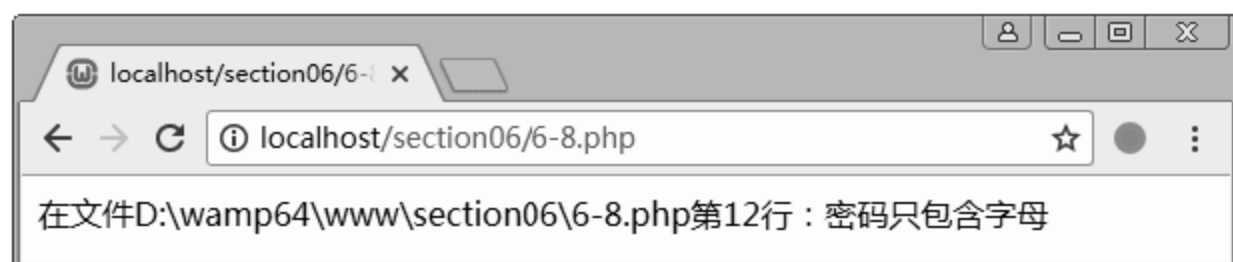 localhost/section06/6-
localhost/section06/6-8.php
在文件D:\wamp64\www\section06\6-8.php第12行：密码只包含字母